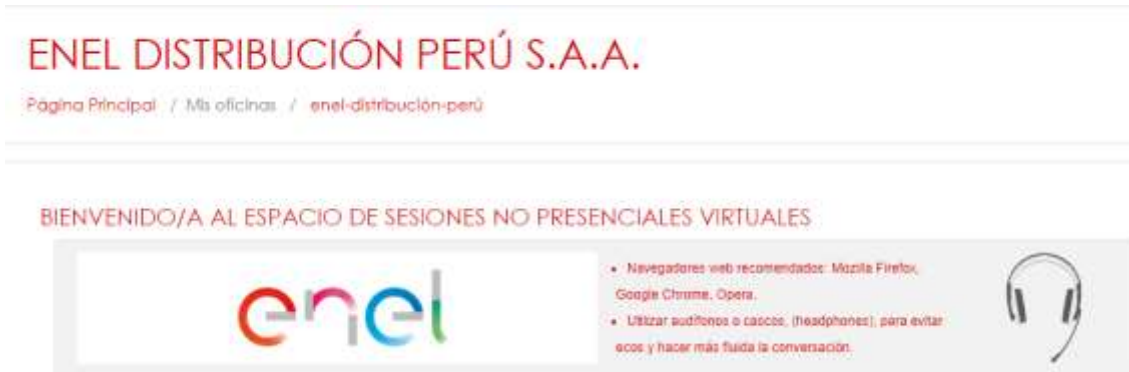 ENEL DISTRIBUCIÓN PERÚ S.A.A.
Página Principal / Mis oficinas / enel-distribución-perú
BIENVENIDO/A AL ESPACIO DE SESIONES NO PRESENCIALES VIRTUALES
enel
• Navegadores web recomendados: Mozilla Firefox,
Google Chrome, Opera.
• Utilizar audífonos o cascos, (headphones), para evitar
ecos y hacer más fluida la conversación.